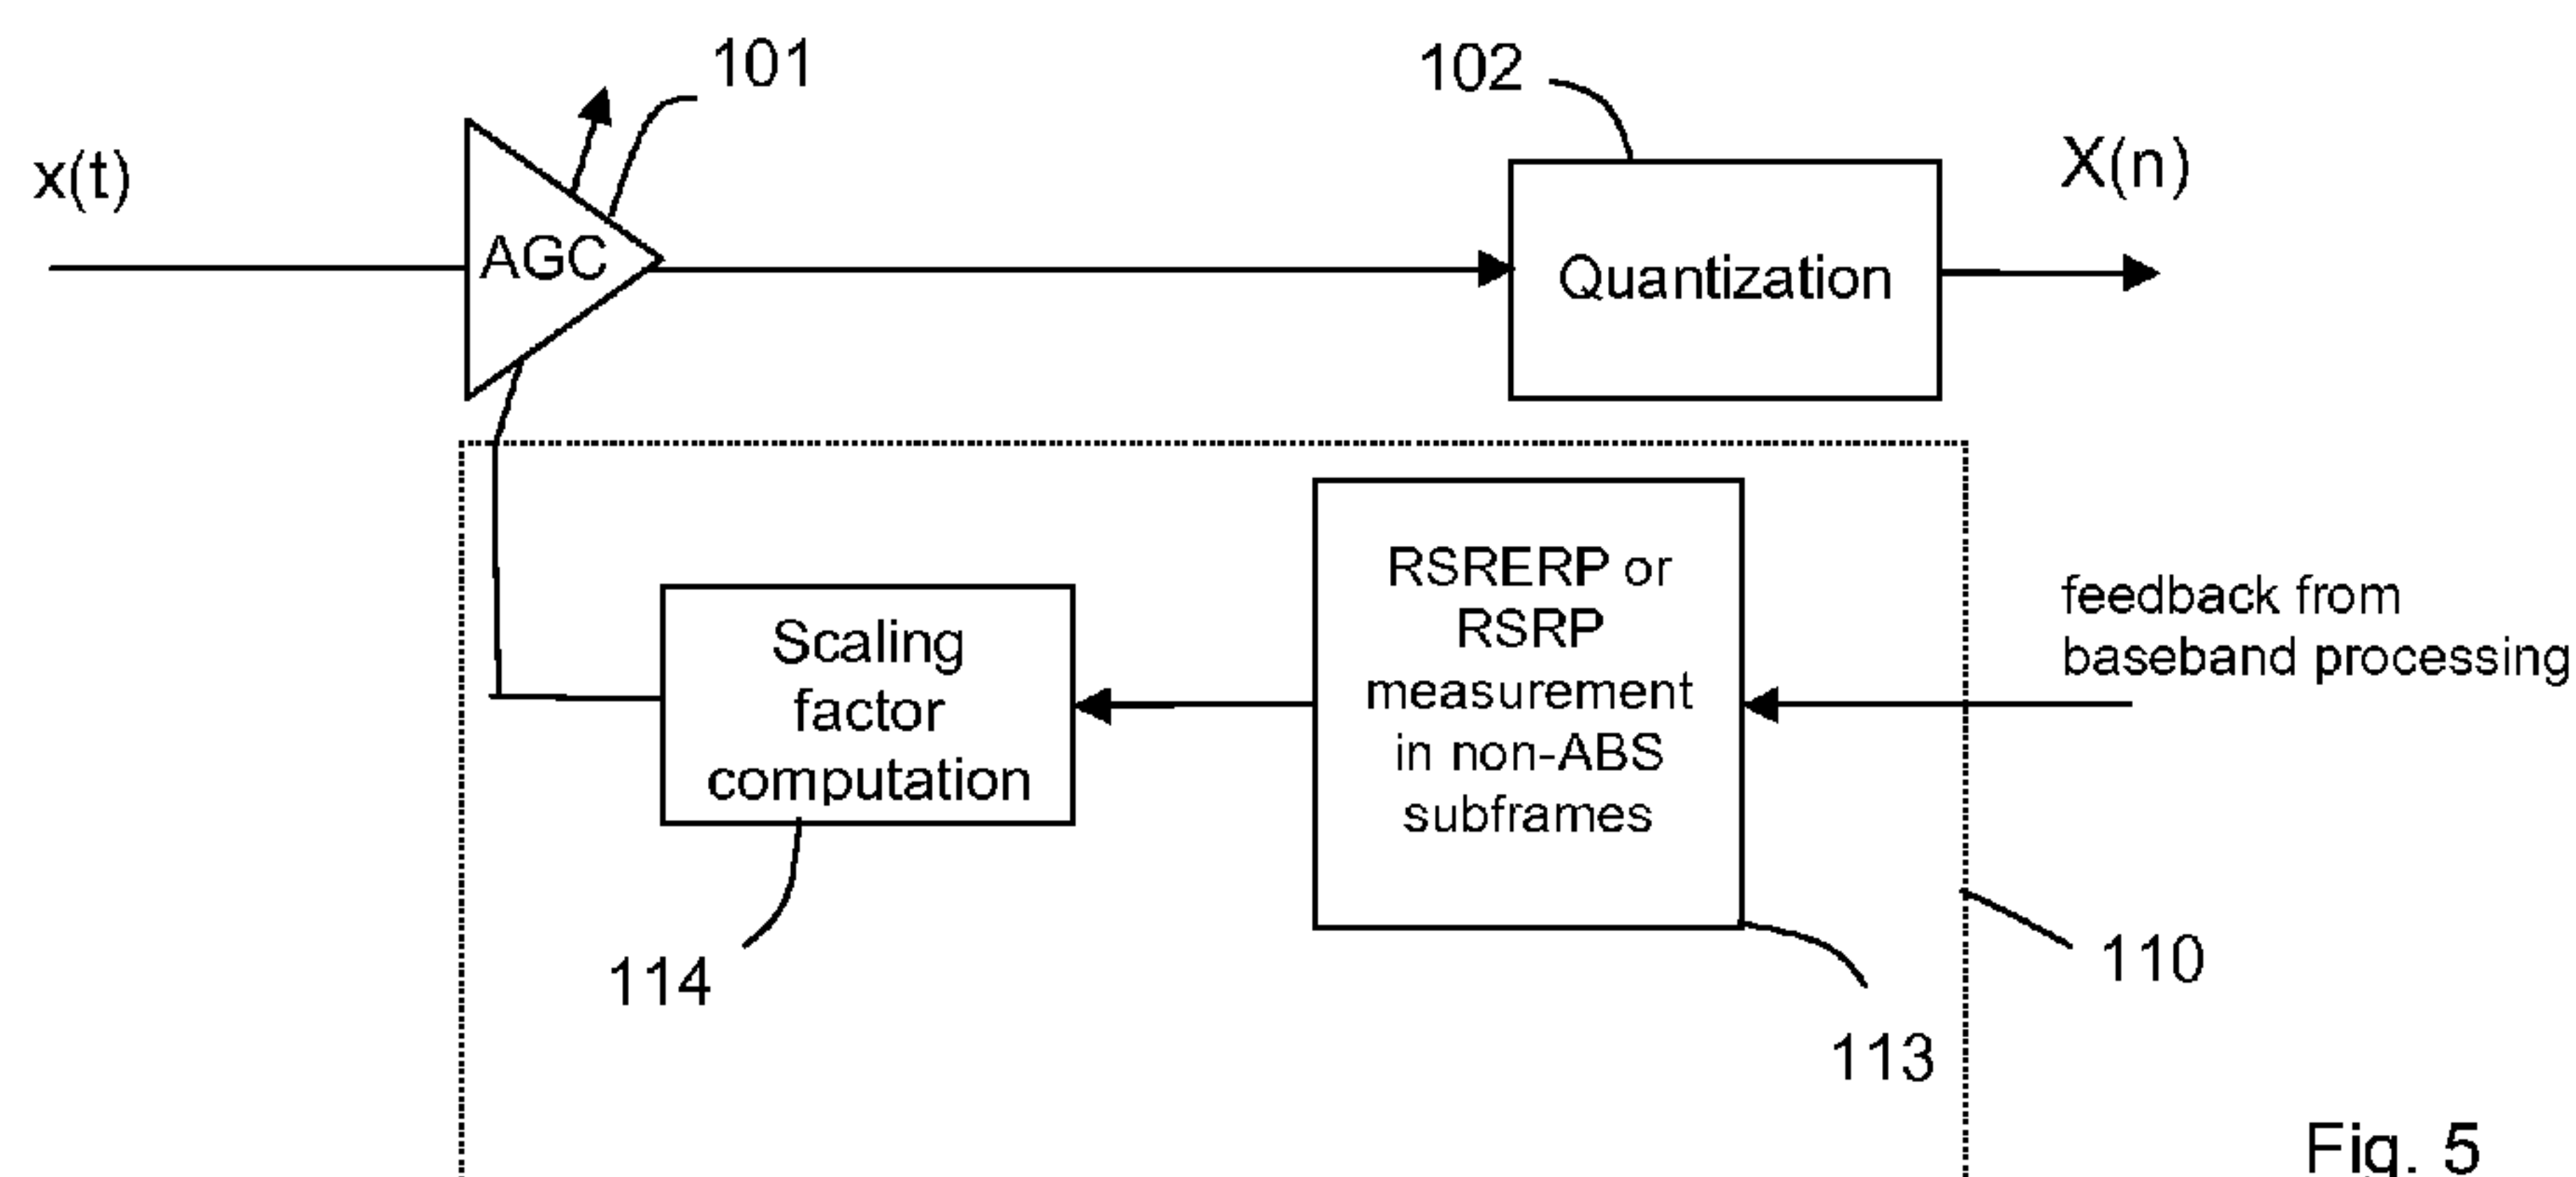 101
102
x(t)
X(n)
AGC
Quantization
RSRERP or
RSRP
measurement
in non-ABS
subframes
feedback from
baseband processing
Scaling
factor
computation
114
110
113
Fig. 5